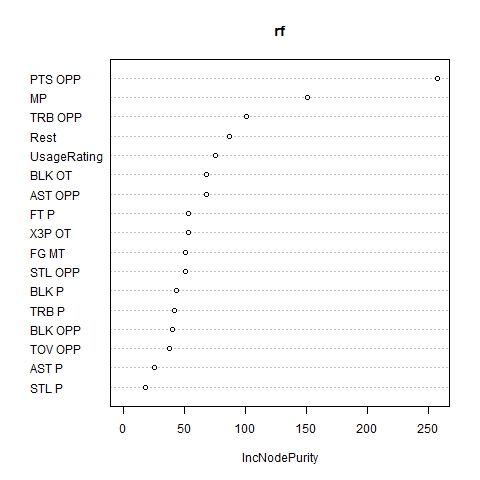 rf
PTS OPP
MP
TRB OPP
Rest
UsageRating
BLK OT
AST OPP
FT P
X3P OT
FG MT
STL OPP
BLK P
TRB P
BLK OPP
TOV OPP
AST P
STL P
0 50 100 150 200 250
IncNodePurity